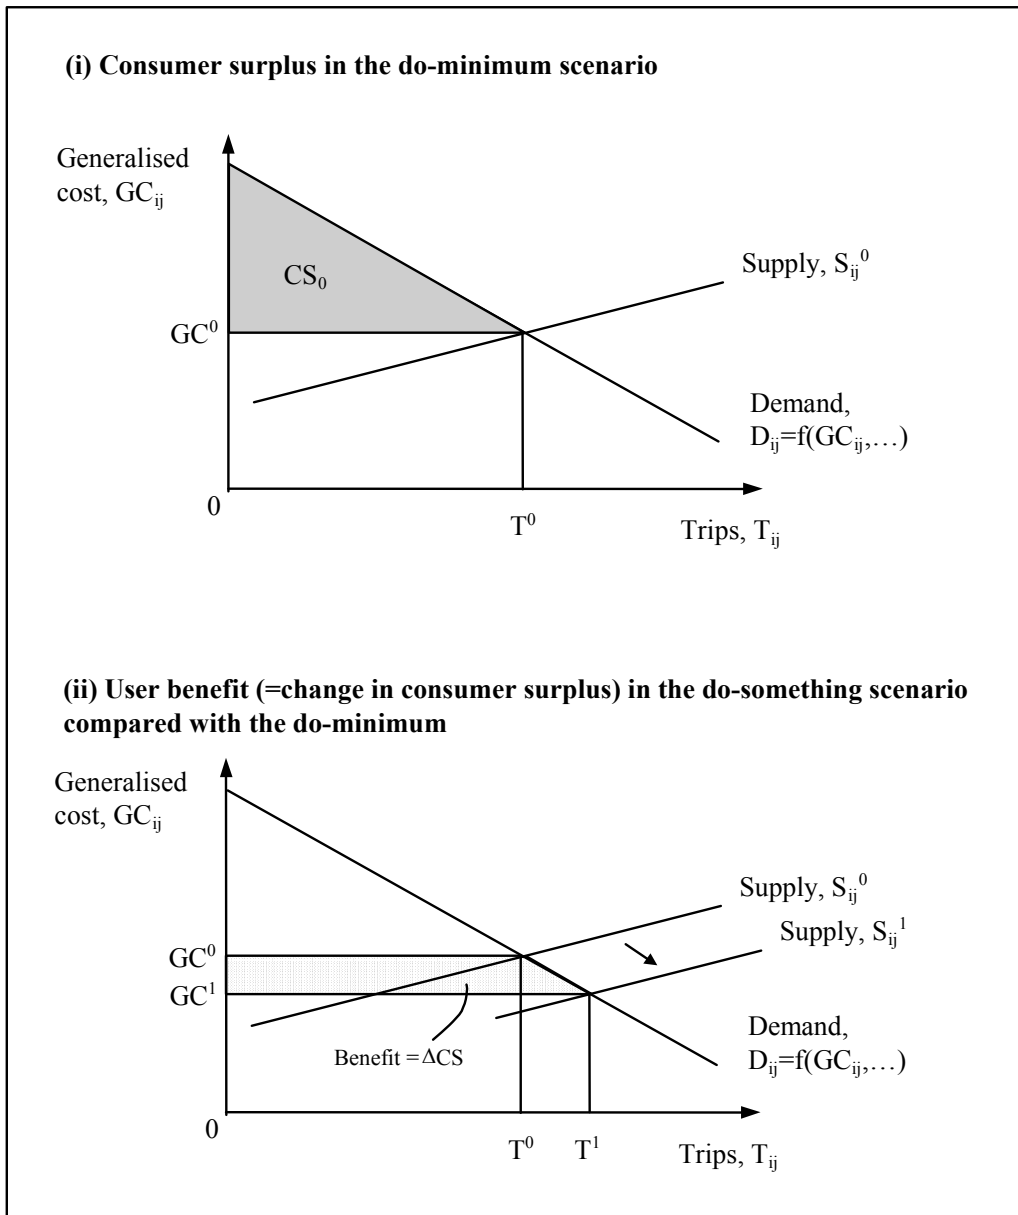 (i) Consumer surplus in the do-minimum scenario
Generalised
cost, GCij
CS₀
Supply, Sij⁰
GC⁰
Demand,
Dij=f(GCij,…)
0
T⁰
Trips, Tij
(ii) User benefit (=change in consumer surplus) in the do-something scenario
compared with the do-minimum
Generalised
cost, GCij
Supply, Sij⁰
Supply, Sij¹
GC⁰
GC¹
Benefit = ΔCS
Demand,
Dij=f(GCij,…)
0
T⁰
T¹
Trips, Tij